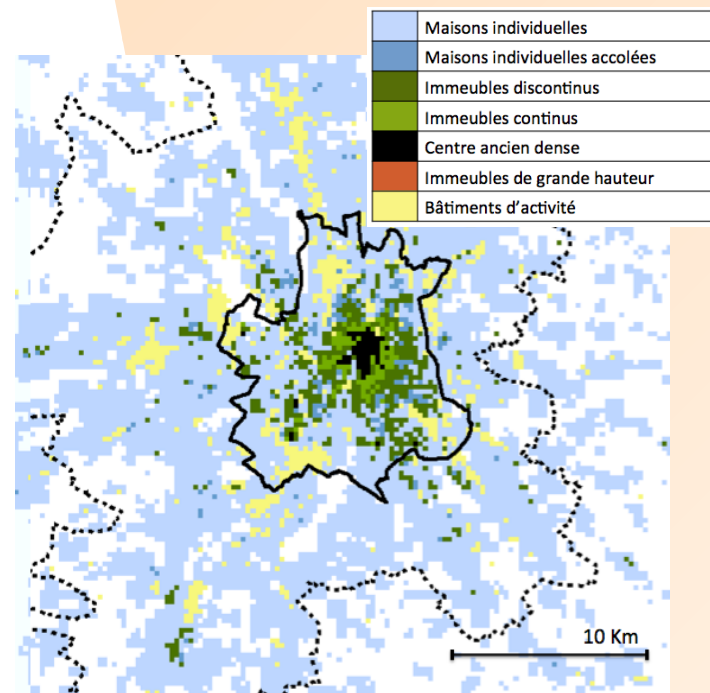 Maisons individuelles
Maisons individuelles accolées
Immeubles discontinus
Immeubles continus
Centre ancien dense
Immeubles de grande hauteur
Bâtiments d’activité
10 Km